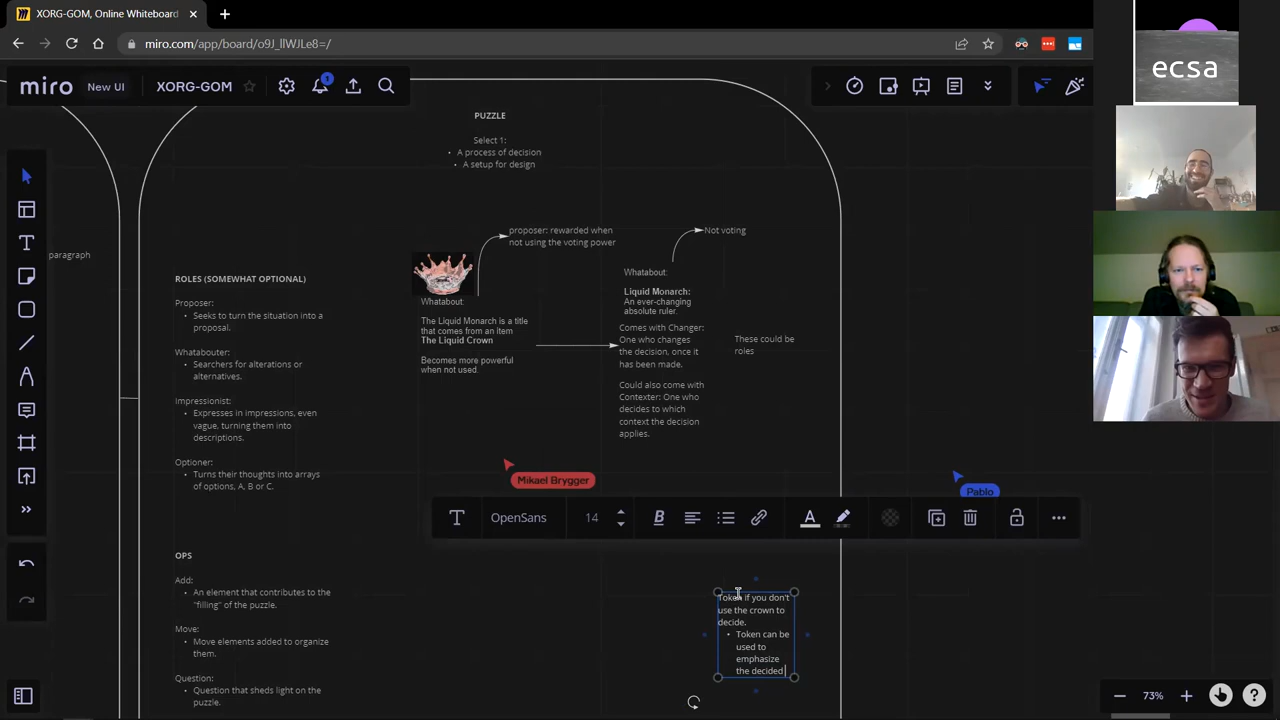 XORG-GOM, Online Whiteboard
miro.com/app/board/o9J_llWJLe8=/
miro
New UI
XORG-GOM
1
PUZZLE
Select 1:
• A process of decision
• A setup for design
paragraph
ROLES (SOMEWHAT OPTIONAL)
Proposer:
• Seeks to turn the situation into a
proposal.
Whatabouter:
• Searchers for alterations or
alternatives.
Impressionist:
• Expresses in impressions, even
vague, turning them into
descriptions.
Optioner:
• Turns their thoughts into arrays
of options, A, B or C.
OPS
Add:
• An element that contributes to the
"filling" of the puzzle.
Move:
• Move elements added to organize
them.
Question:
• Question that sheds light on the
puzzle.
proposer: rewarded when
not using the voting power
Whatabout:
The Liquid Monarch is a title
that comes from an item
The Liquid Crown
Becomes more powerful
when not used.
Not voting
Whatabout:
Liquid Monarch:
An ever-changing
absolute ruler.
Comes with Changer:
One who changes
the decision, once it
has been made.
Could also come with
Contexter: One who
decides to which
context the decision
applies.
These could be
roles
Mikael Brygger
Pablo
OpenSans
14
B
A
Token if you don't
use the crown to
decide.
• Token can be
used to
emphasize
the decided
73%
ecsa